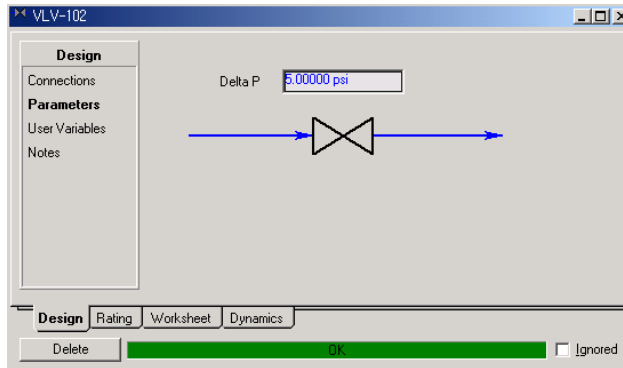 VLV-102
Design
Connections
Parameters
User Variables
Notes
Delta P 5.00000 psi
Design Rating Worksheet Dynamics
Delete OK Ignored